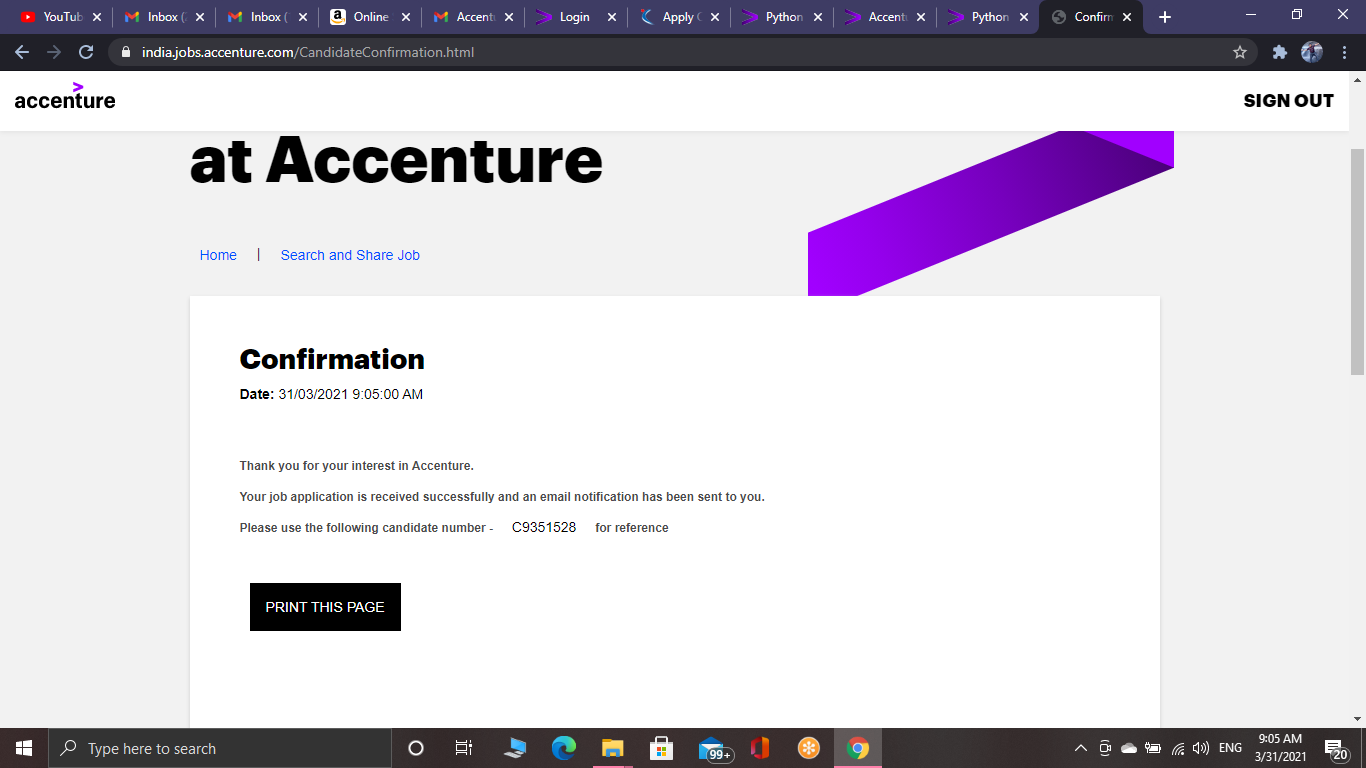 YouTub
Inbox (
Inbox (
Online
Accent
Login
Apply
Python
Accent
Python
Confirm
india.jobs.accenture.com/CandidateConfirmation.html
accenture
SIGN OUT
at Accenture
Home | Search and Share Job
Confirmation
Date: 31/03/2021 9:05:00 AM
Thank you for your interest in Accenture.
Your job application is received successfully and an email notification has been sent to you.
Please use the following candidate number - C9351528 for reference
PRINT THIS PAGE
Type here to search
99+
ENG
9:05 AM
3/31/2021
20